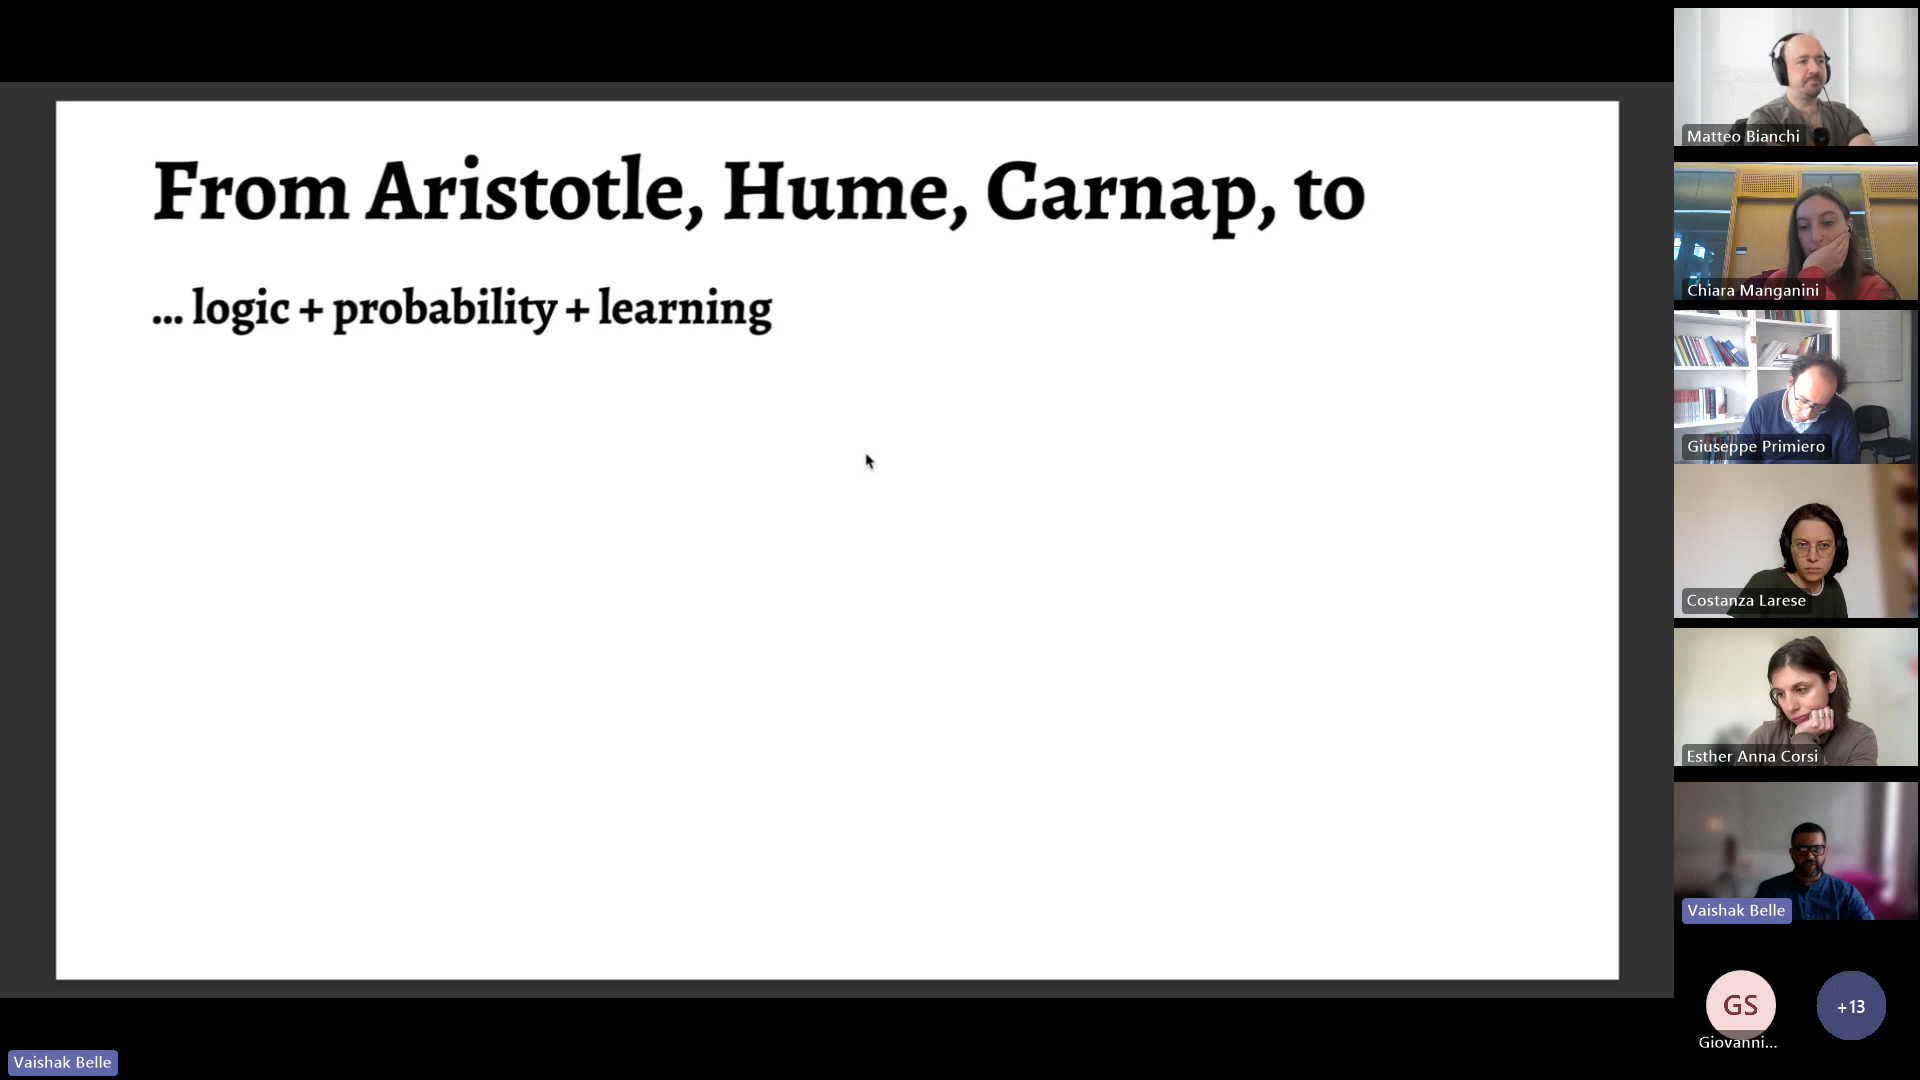 From Aristotle, Hume, Carnap, to
... logic + probability + learning
Matteo Bianchi
Chiara Manganini
Giuseppe Primiero
Costanza Larese
Esther Anna Corsi
Vaishak Belle
GS
+13
Giovanni...
Vaishak Belle